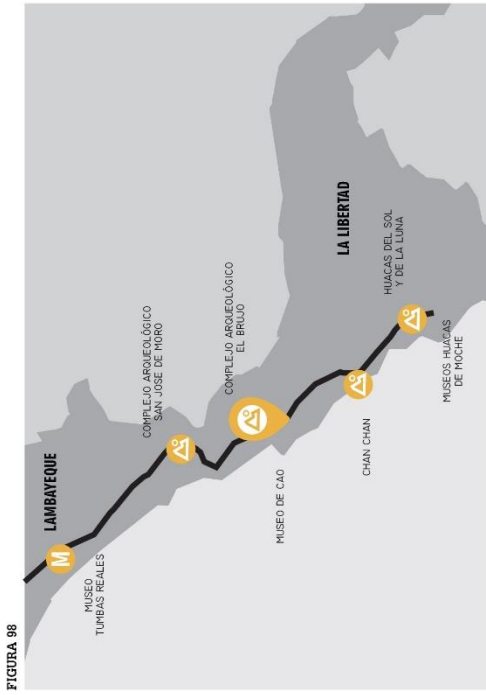 FIGURA 98
LAMBAYEQUE
M
MUSEO
TUMBAS REALES
COMPLEJO ARQUEOLÓGICO
SAN JOSE DE MORO
COMPLEJO ARQUEOLÓGICO
EL BRUJO
MUSEO DE CAO
LA LIBERTAD
CHAN CHAN
HUACAS DEL SOL
Y DE LA LUNA
MUSEOS HUACAS
DE MOCHE